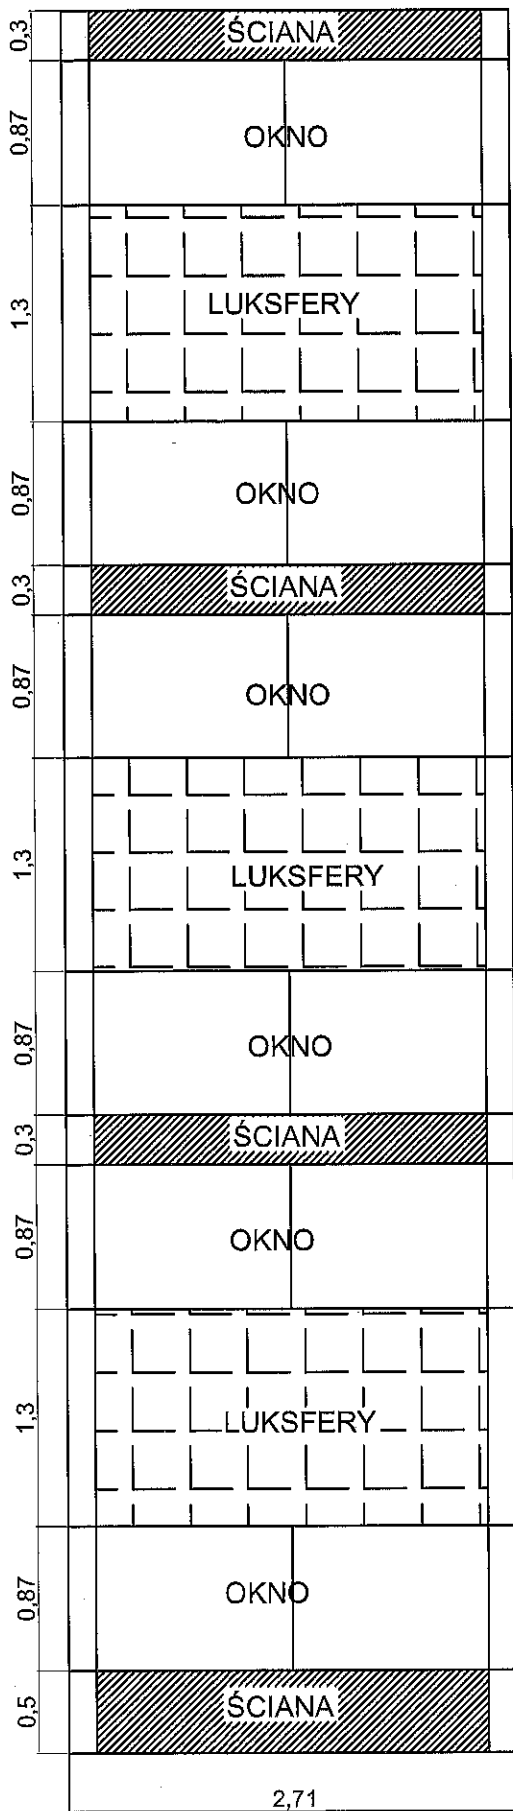 0,3
ŚCIANA
0,87
OKNO
1,3
LUKSFERY
0,87
OKNO
0,3
ŚCIANA
0,87
OKNO
1,3
LUKSFERY
0,87
OKNO
0,3
ŚCIANA
0,87
OKNO
1,3
LUKSFERY
0,87
OKNO
0,5
ŚCIANA
2,71